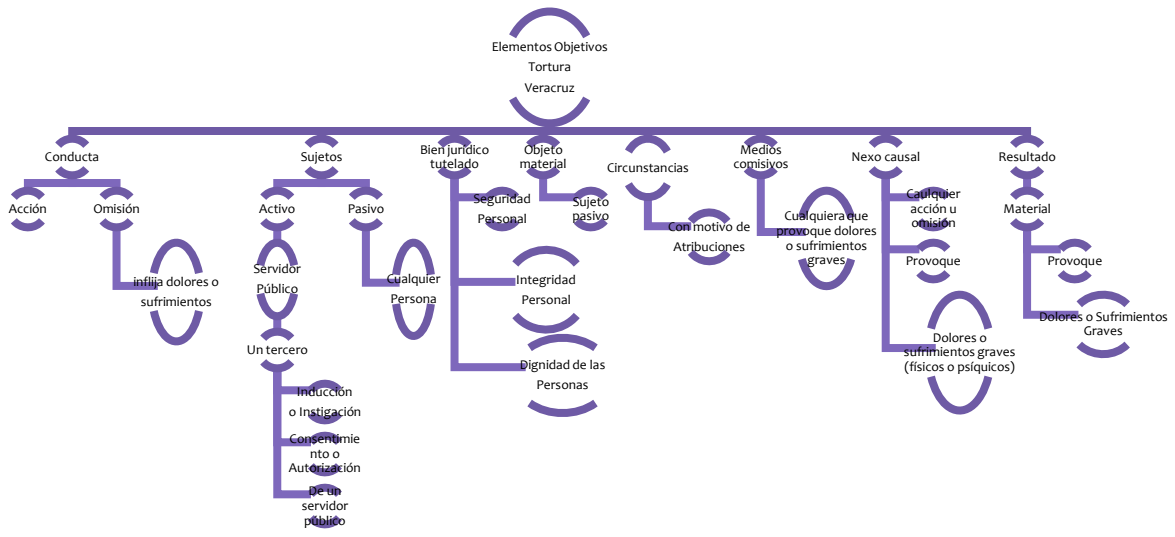 Elementos Objetivos
Tortura
Veracruz
Conducta
Acción
Omisión
inflija dolores o
sufrimientos
Sujetos
Activo
Servidor
Público
Un tercero
Inducción
o Instigación
Consentimie
nto o
Autorización
De un
servidor
público
Pasivo
Cualquier
Persona
Bien jurídico
tutelado
Seguridad
Personal
Integridad
Personal
Dignidad de las
Personas
Objeto
material
Sujeto
pasivo
Circunstancias
Con motivo de
Atribuciones
Medios
comisivos
Cualquiera que
provoque dolores
o sufrimientos
graves
Nexo causal
Caulquier
acción u
omisión
Provoque
Dolores o
sufrimientos graves
(físicos o psíquicos)
Resultado
Material
Provoque
Dolores o Sufrimientos
Graves